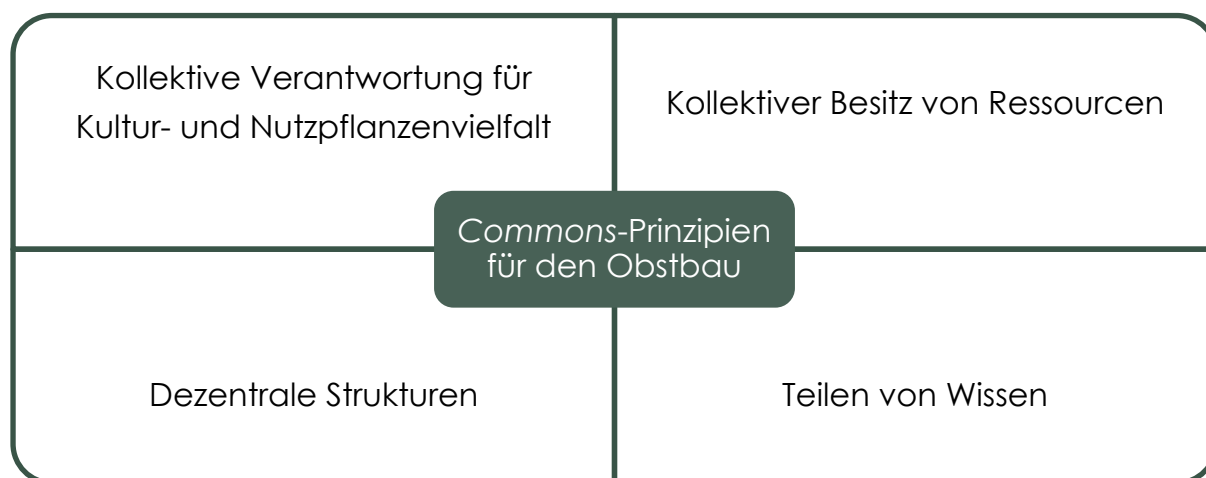 Kollektive Verantwortung für
Kultur- und Nutzpflanzenvielfalt
Kollektiver Besitz von Ressourcen
Commons-Prinzipien
für den Obstbau
Dezentrale Strukturen
Teilen von Wissen